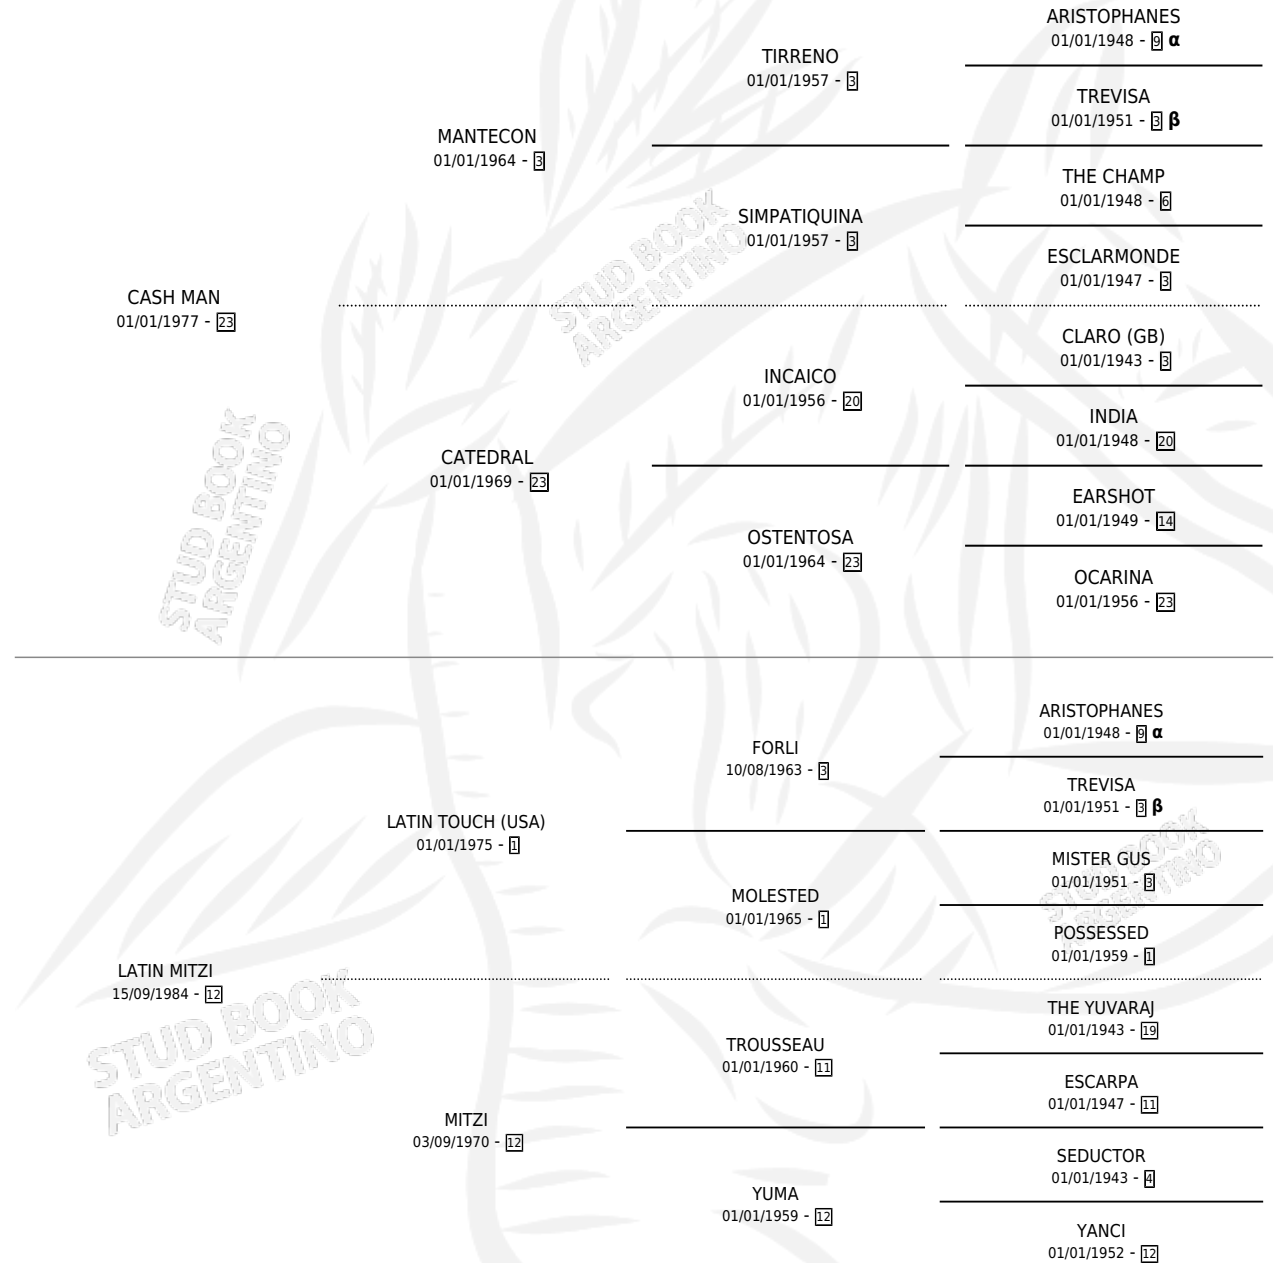 CASH MAN
01/01/1977 - 23
MANTECON
01/01/1964 - 3
TIRRENO
01/01/1957 - 3
ARISTOPHANES
01/01/1948 - 9 α
TREVISA
01/01/1951 - 3 β
SIMPATIQUINA
01/01/1957 - 3
THE CHAMP
01/01/1948 - 6
ESCLARMONDE
01/01/1947 - 3
CATEDRAL
01/01/1969 - 23
INCAICO
01/01/1956 - 20
CLARO (GB)
01/01/1943 - 3
INDIA
01/01/1948 - 20
OSTENTOSA
01/01/1964 - 23
EARSHOT
01/01/1949 - 14
OCARINA
01/01/1956 - 23
STUD BOOK
ARGENTINO
STUD BOOK
ARGENTINO
LATIN MITZI
15/09/1984 - 12
LATIN TOUCH (USA)
01/01/1975 - 1
FORLI
10/08/1963 - 3
ARISTOPHANES
01/01/1948 - 9 α
TREVISA
01/01/1951 - 3 β
MOLESTED
01/01/1965 - 1
MISTER GUS
01/01/1951 - 3
POSSESSED
01/01/1959 - 1
MITZI
03/09/1970 - 12
TROUSSEAU
01/01/1960 - 11
THE YUVARAJ
01/01/1943 - 19
ESCARPA
01/01/1947 - 11
YUMA
01/01/1959 - 12
SEDUCTOR
01/01/1943 - 4
YANCI
01/01/1952 - 12
STUD BOOK
ARGENTINO
STUD BOOK
ARGENTINO